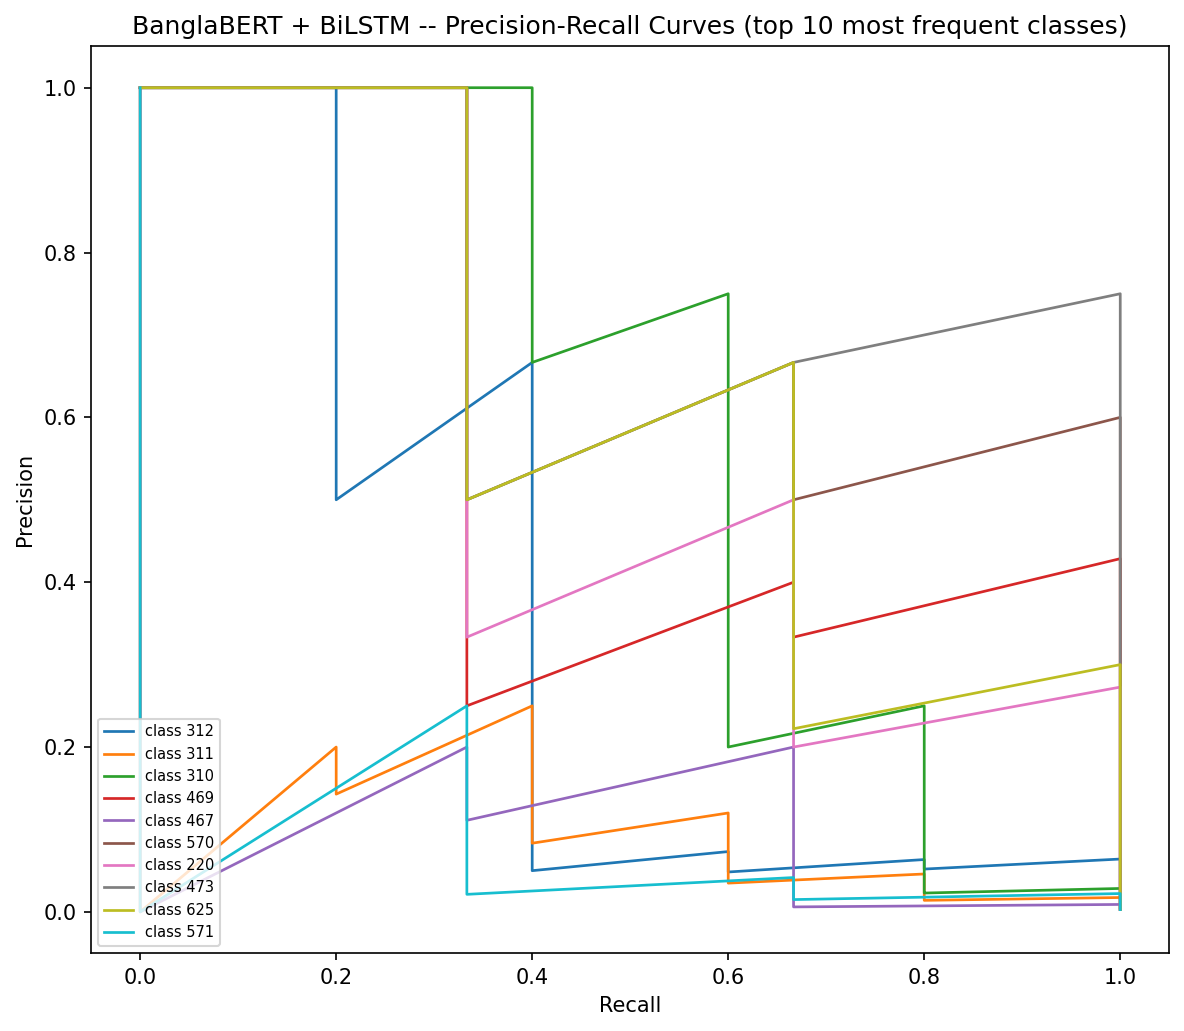 BanglaBERT + BiLSTM -- Precision-Recall Curves (top 10 most frequent classes)
Precision
1.0
0.8
0.6
0.4
0.2
0.0
class 312
class 311
class 310
class 469
class 467
class 570
class 220
class 473
class 625
class 571
0.0 0.2 0.4 0.6 0.8 1.0
Recall